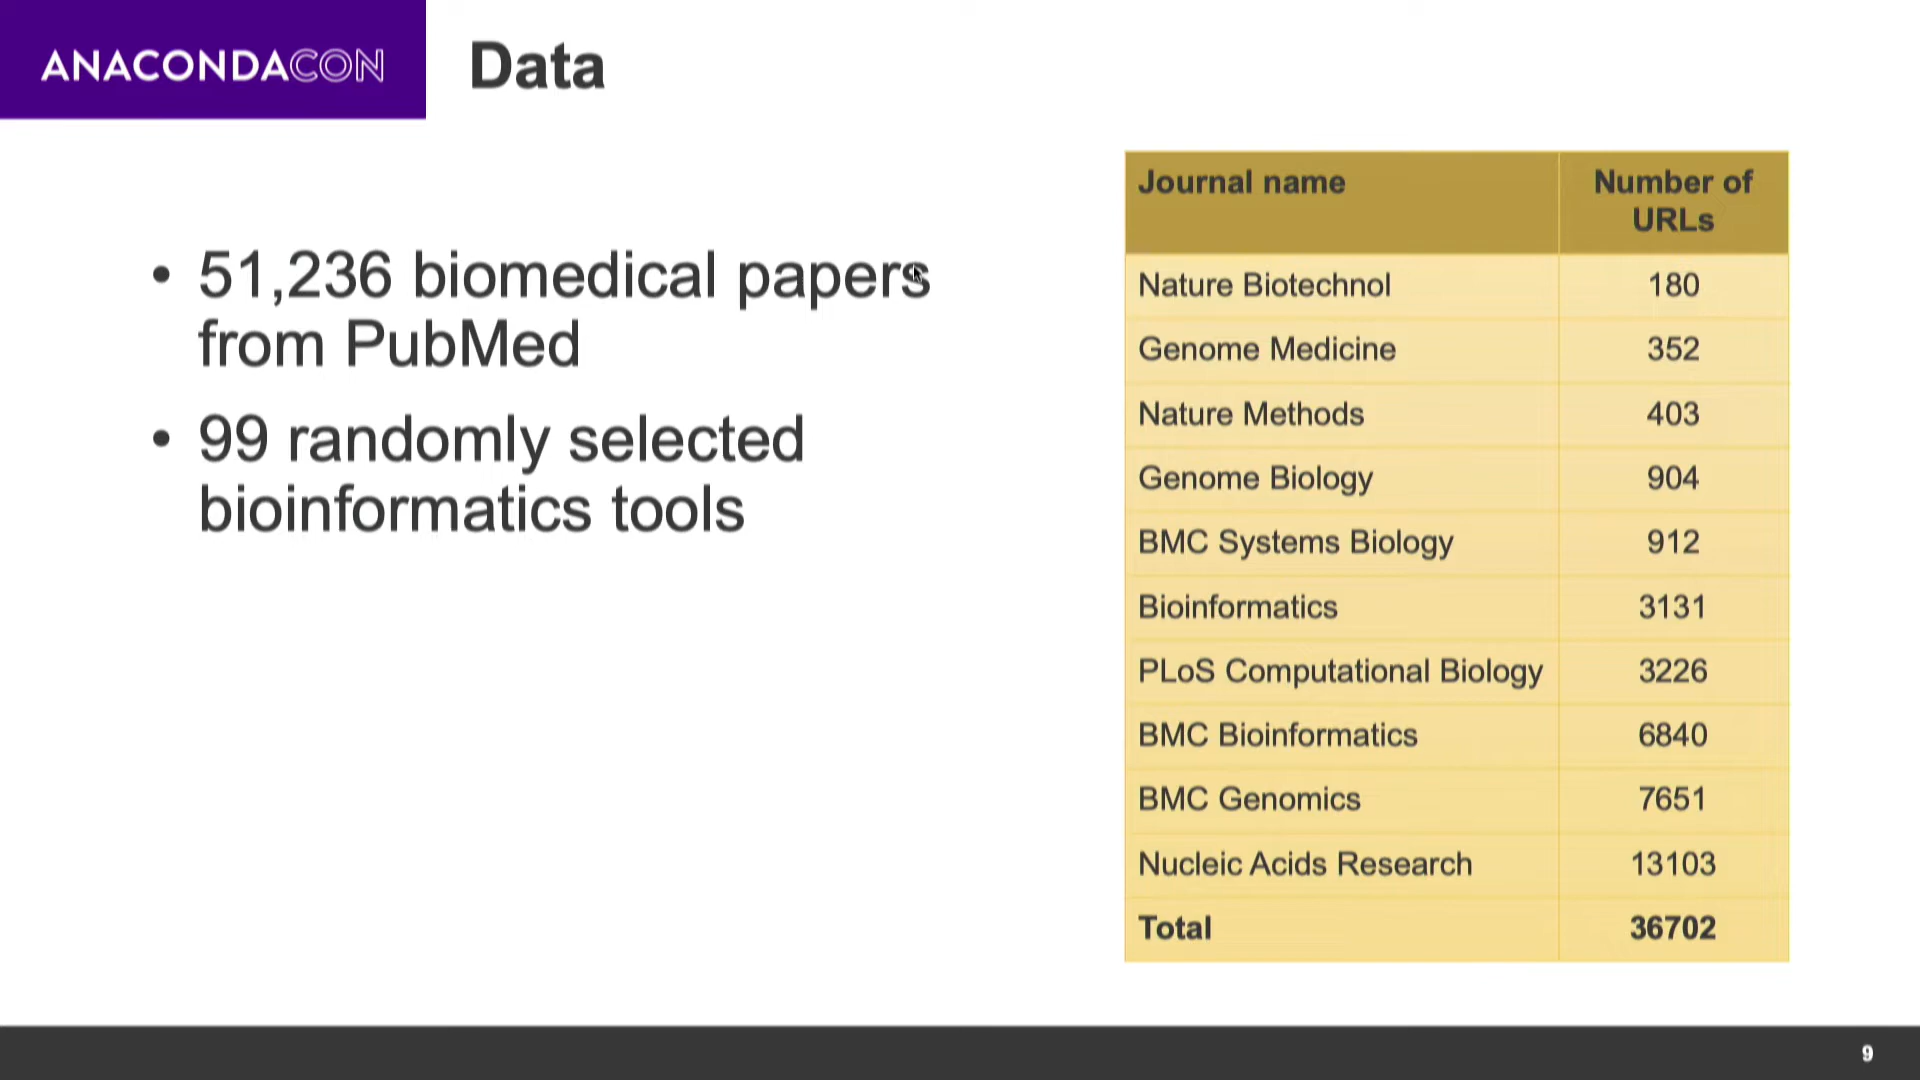 ANACONDACON
Data
• 51,236 biomedical papers
from PubMed
• 99 randomly selected
bioinformatics tools
Journal name Number of
URLs
Nature Biotechnol 180
Genome Medicine 352
Nature Methods 403
Genome Biology 904
BMC Systems Biology 912
Bioinformatics 3131
PLoS Computational Biology 3226
BMC Bioinformatics 6840
BMC Genomics 7651
Nucleic Acids Research 13103
Total 36702
9